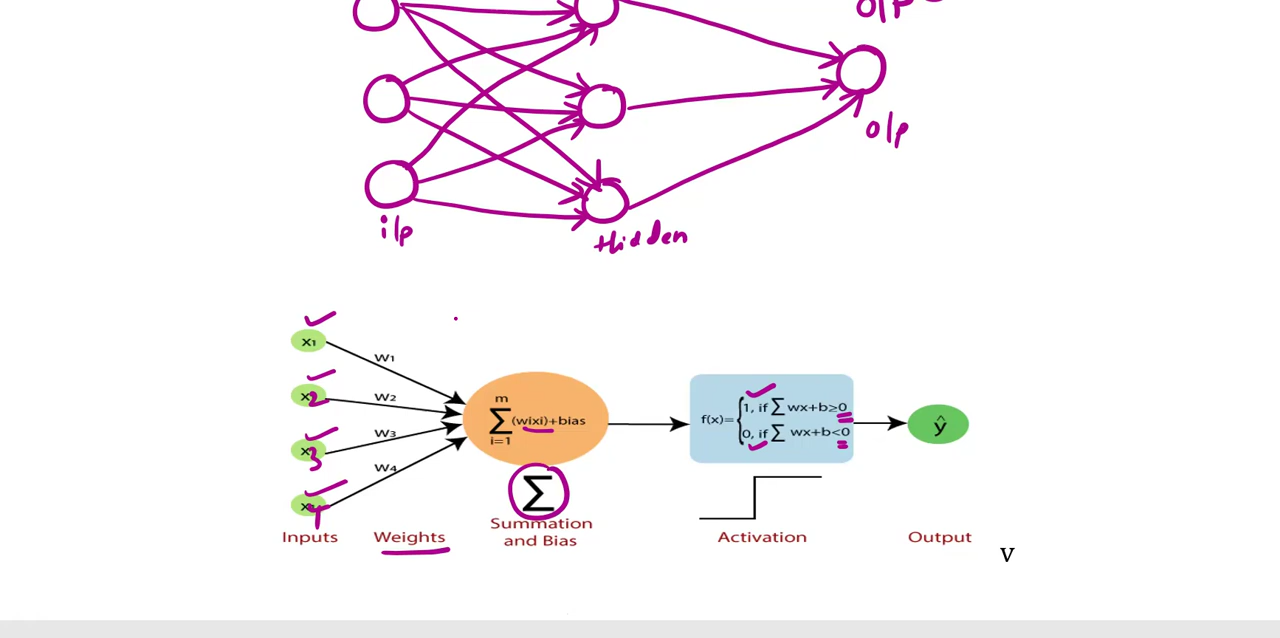 o/p
o/p
i/p
Hidden
x1
W1
x2
W2
m
∑(wixi)+bias
i=1
x3
W3
W4
f(x)={1, if ∑ wx+b≥0
0, if ∑ wx+b<0
ŷ
∑
Inputs
Weights
Summation
and Bias
Activation
Output
v